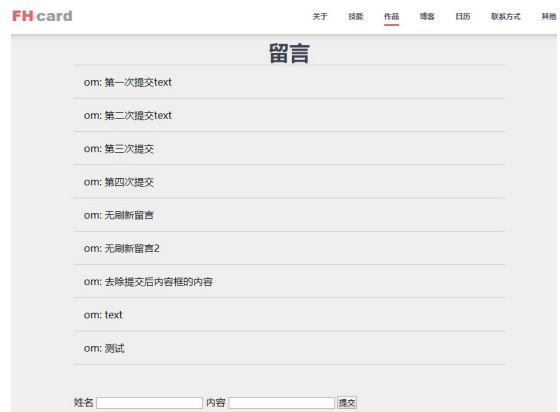 FH card 关于 技能 作品 博客 日历 联系方式 其他
留言
om: 第一次提交text
om: 第二次提交text
om: 第三次提交
om: 第四次提交
om: 无刷新留言
om: 无刷新留言2
om: 去除提交后内容框的内容
om: text
om: 测试
姓名 内容 提交